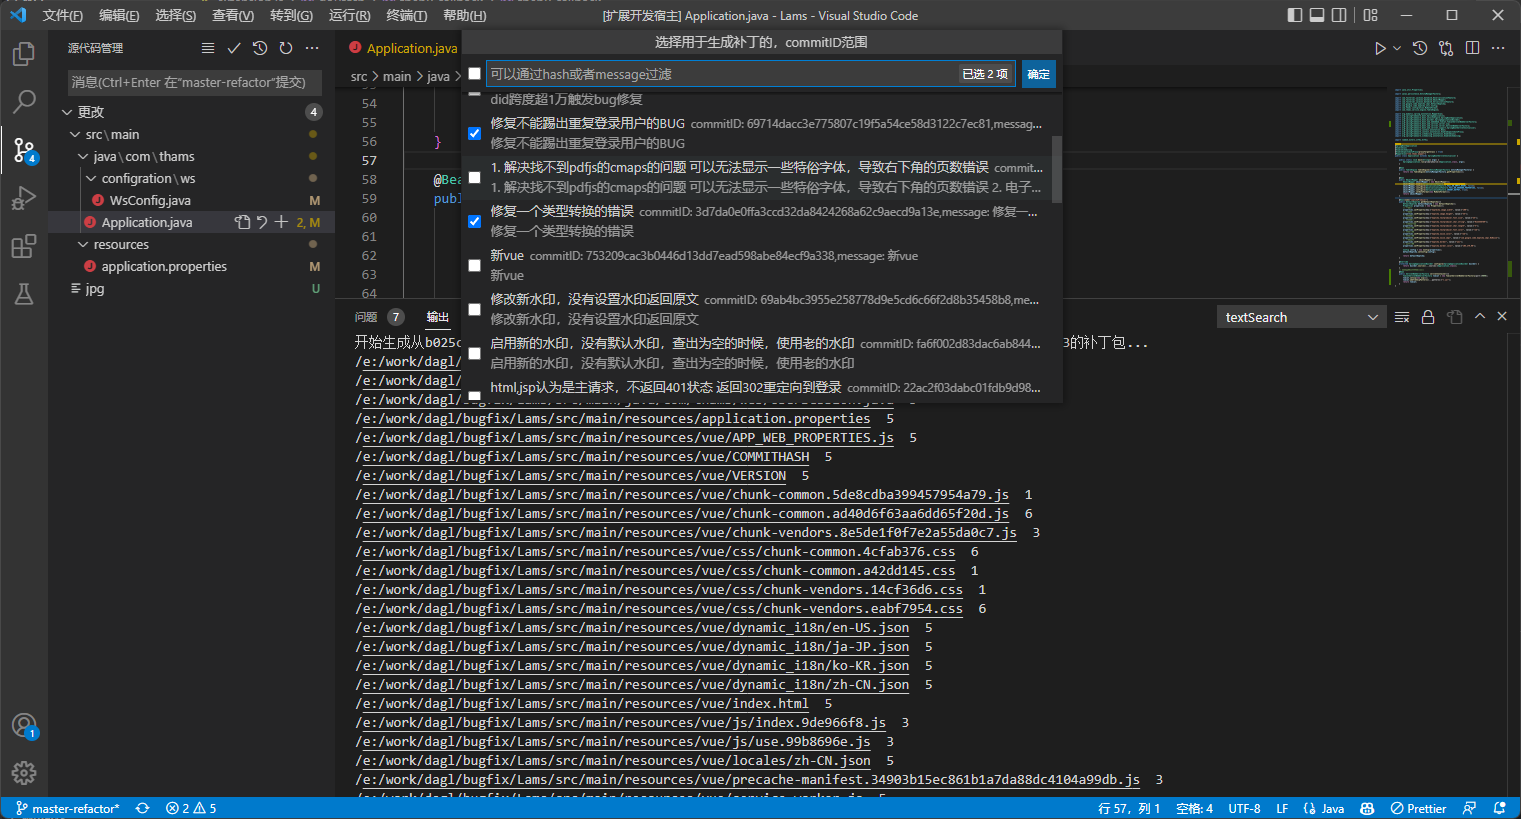 文件(F) 编辑(E) 选择(S) 查看(V) 转到(G) 运行(R) 终端(T) 帮助(H) [扩展开发宿主] Application.java - Lams - Visual Studio Code
源代码管理
消息(Ctrl+Enter 在"master-refactor"提交)
更改 4
src\main
java\com\thams
configration\ws
WsConfig.java M
Application.java 2, M
resources
application.properties M
jpg U
4
1
Application.java
src > main > java >
54
55
56 }
57
58 @Bea
59 publ
60
61
62
63
64
选择用于生成补丁的，commitID范围
可以通过hash或者message过滤 已选 2 项 确定
did跨度超1万触发bug修复
修复不能踢出重复登录用户的BUG commitID: 69714dacc3e775807c19f5a54ce58d3122c7ec81,messag...
修复不能踢出重复登录用户的BUG
1. 解决找不到pdfjs的cmaps的问题 可以无法显示一些特俗字体，导致右下角的页数错误 commit...
1. 解决找不到pdfjs的cmaps的问题 可以无法显示一些特俗字体，导致右下角的页数错误 2. 电子...
修复一个类型转换的错误 commitID: 3d7da0e0ffa3ccd32da8424268a62c9aecd9a13e,message: 修复一...
修复一个类型转换的错误
新vue commitID: 753209cac3b0446d13dd7ead598abe84ecf9a338,message: 新vue
新vue
修改新水印，没有设置水印返回原文 commitID: 69ab4bc3955e258778d9e5cd6c66f2d8b35458b8,me...
修改新水印，没有设置水印返回原文
启用新的水印，没有默认水印，查出为空的时候，使用老的水印 commitID: fa6f002d83dac6ab844...
启用新的水印，没有默认水印，查出为空的时候，使用老的水印
html,jsp认为是主请求，不返回401状态 返回302重定向到登录 commitID: 22ac2f03dabc01fdb9d98...
问题 7 输出 textSearch
开始生成从b025c 3的补丁包...
/e:/work/dagl/
/e:/work/dagl/
/e:/work/dagl/bugfix/Lams/src/main/resources/application.properties 5
/e:/work/dagl/bugfix/Lams/src/main/resources/vue/APP_WEB_PROPERTIES.js 5
/e:/work/dagl/bugfix/Lams/src/main/resources/vue/COMMITHASH 5
/e:/work/dagl/bugfix/Lams/src/main/resources/vue/VERSION 5
/e:/work/dagl/bugfix/Lams/src/main/resources/vue/chunk-common.5de8cdba399457954a79.js 1
/e:/work/dagl/bugfix/Lams/src/main/resources/vue/chunk-common.ad40d6f63aa6dd65f20d.js 6
/e:/work/dagl/bugfix/Lams/src/main/resources/vue/chunk-vendors.8e5de1f0f7e2a55da0c7.js 3
/e:/work/dagl/bugfix/Lams/src/main/resources/vue/css/chunk-common.4cfab376.css 6
/e:/work/dagl/bugfix/Lams/src/main/resources/vue/css/chunk-common.a42dd145.css 1
/e:/work/dagl/bugfix/Lams/src/main/resources/vue/css/chunk-vendors.14cf36d6.css 1
/e:/work/dagl/bugfix/Lams/src/main/resources/vue/css/chunk-vendors.eabf7954.css 6
/e:/work/dagl/bugfix/Lams/src/main/resources/vue/dynamic_i18n/en-US.json 5
/e:/work/dagl/bugfix/Lams/src/main/resources/vue/dynamic_i18n/ja-JP.json 5
/e:/work/dagl/bugfix/Lams/src/main/resources/vue/dynamic_i18n/ko-KR.json 5
/e:/work/dagl/bugfix/Lams/src/main/resources/vue/dynamic_i18n/zh-CN.json 5
/e:/work/dagl/bugfix/Lams/src/main/resources/vue/index.html 5
/e:/work/dagl/bugfix/Lams/src/main/resources/vue/js/index.9de966f8.js 3
/e:/work/dagl/bugfix/Lams/src/main/resources/vue/js/use.99b8696e.js 3
/e:/work/dagl/bugfix/Lams/src/main/resources/vue/locales/zh-CN.json 5
/e:/work/dagl/bugfix/Lams/src/main/resources/vue/precache-manifest.34903b15ec861b1a7da88dc4104a99db.js 3
master-refactor* 2 5 行 57，列 1 空格: 4 UTF-8 LF Java Prettier